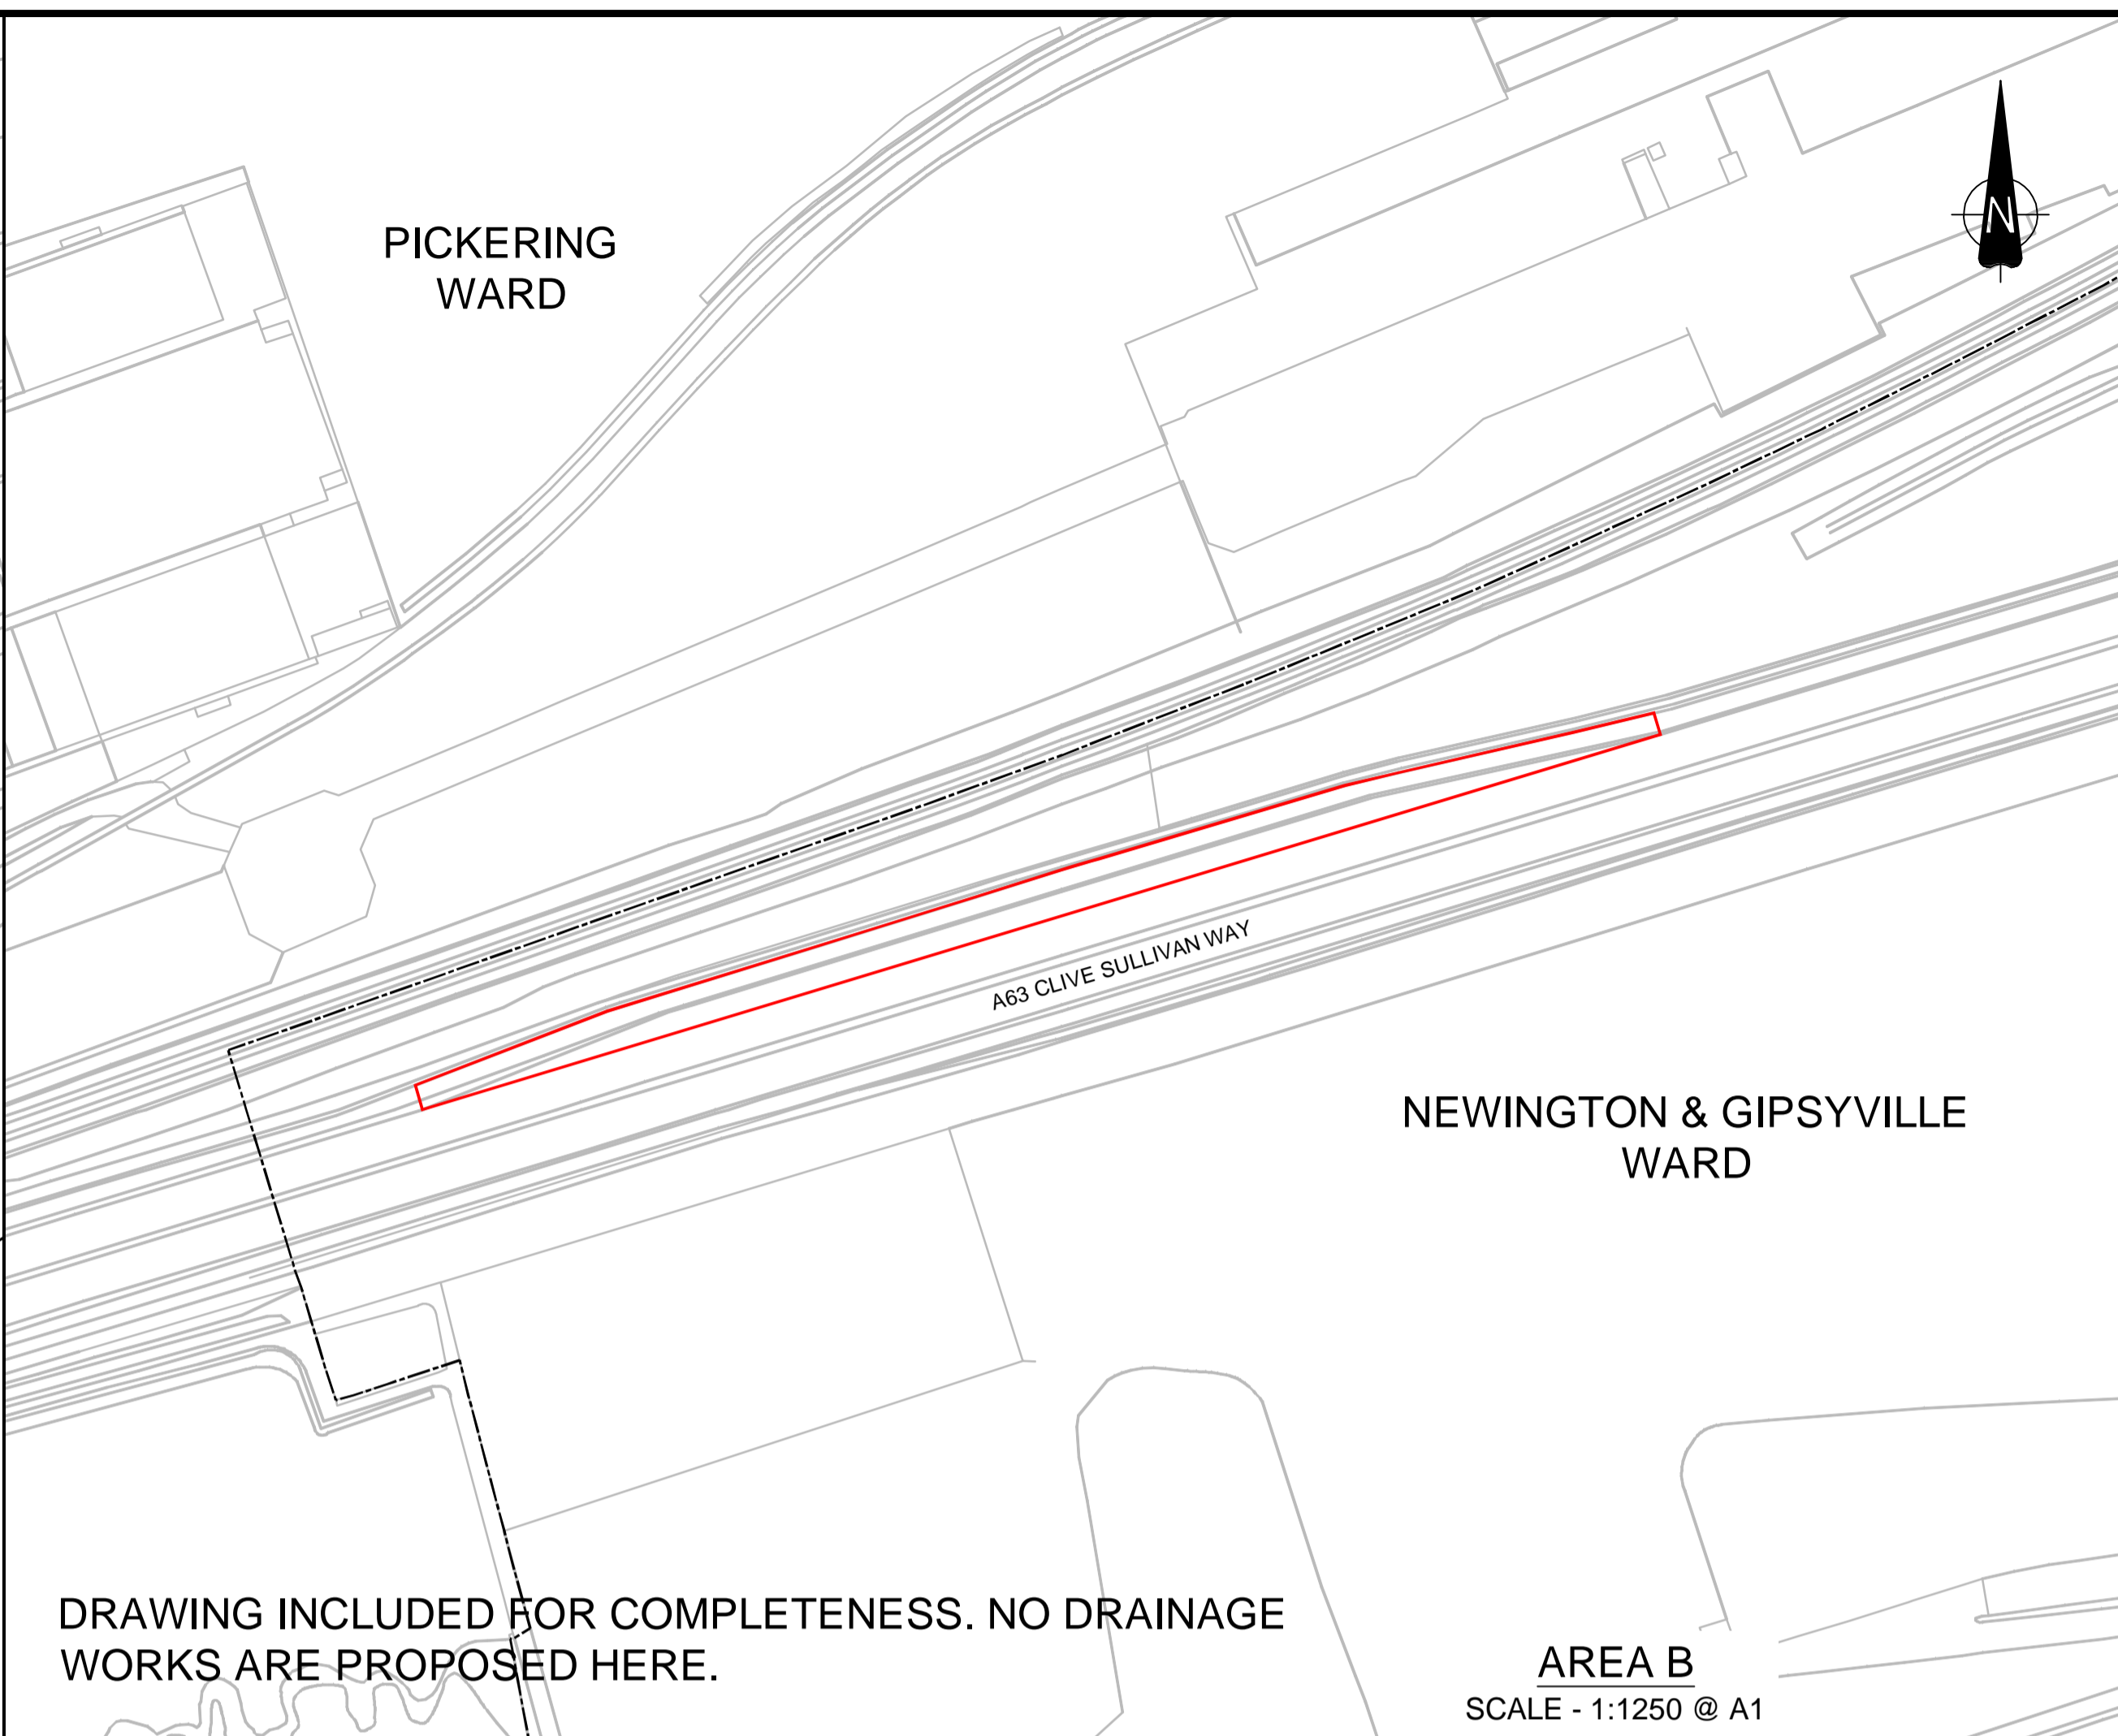 PICKERING
WARD
N
A63 CLIVE SULLIVAN WAY
NEWINGTON & GIPSYVILLE
WARD
DRAWING INCLUDED FOR COMPLETENESS. NO DRAINAGE
WORKS ARE PROPOSED HERE.
AREA B
SCALE - 1:1250 @ A1